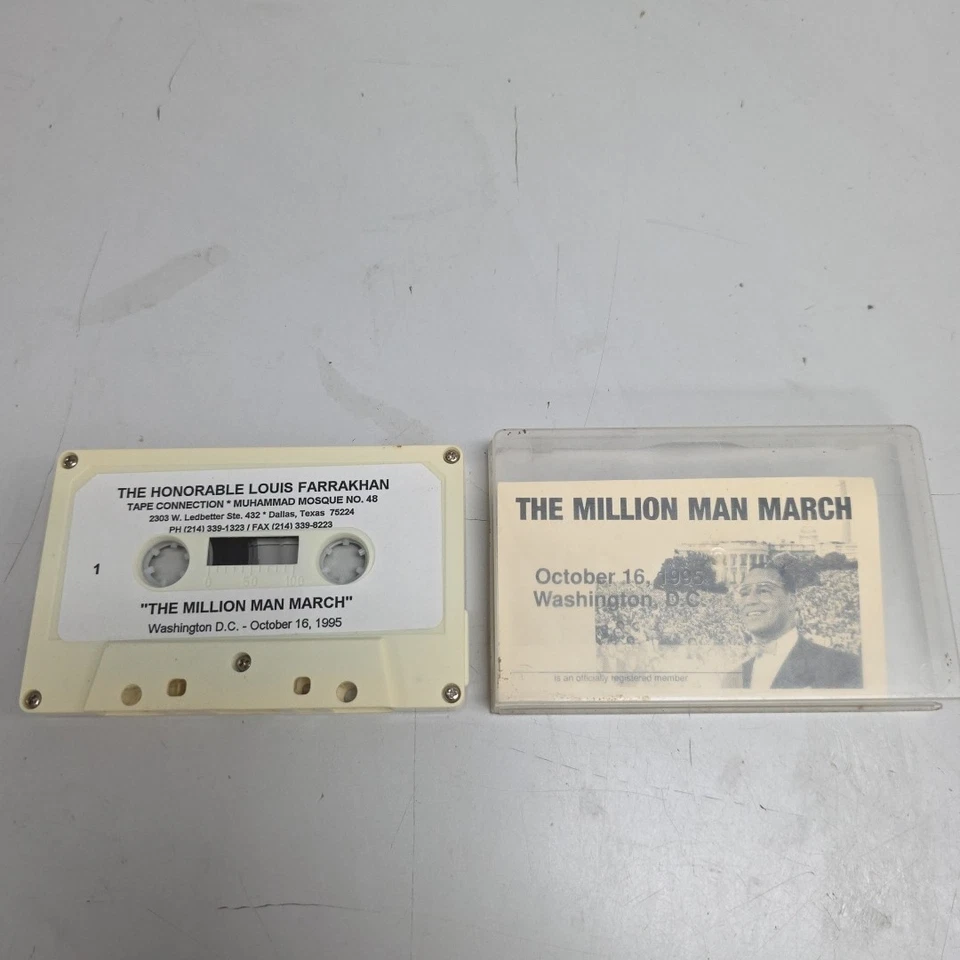 THE HONORABLE LOUIS FARRAKHAN
TAPE CONNECTION * MUHAMMAD MOSQUE NO. 48
2303 W. Ledbetter Ste. 432 * Dallas, Texas 75224
PH (214) 339-1323 / FAX (214) 339-8223
1
0 50 100
"THE MILLION MAN MARCH"
Washington D.C. - October 16, 1995
THE MILLION MAN MARCH
October 16, 1995
Washington, D.C.
is an officially registered member